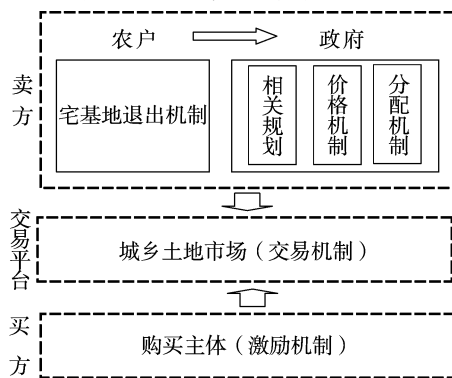 农户
政府
卖方
宅基地退出机制
相关规划
价格机制
分配机制
交易平台
城乡土地市场（交易机制）
买方
购买主体（激励机制）